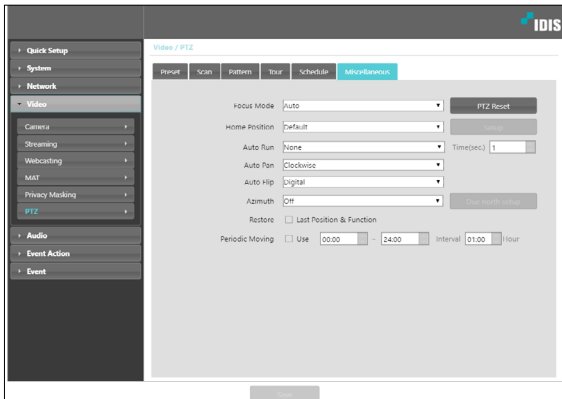 IDIS
Quick Setup
System
Network
Video
Camera
Streaming
Webcasting
MAT
Privacy Masking
PTZ
Audio
Event Action
Event
Video / PTZ
Preset Scan Pattern Tour Schedule Miscellaneous
Focus Mode Auto PTZ Reset
Home Position Default Setup
Auto Run None Time(sec.) 1
Auto Pan Clockwise
Auto Flip Digital
Azimuth Off Due north setup
Restore Last Position & Function
Periodic Moving Use 00:00 ~ 24:00 Interval 01:00 Hour
Save